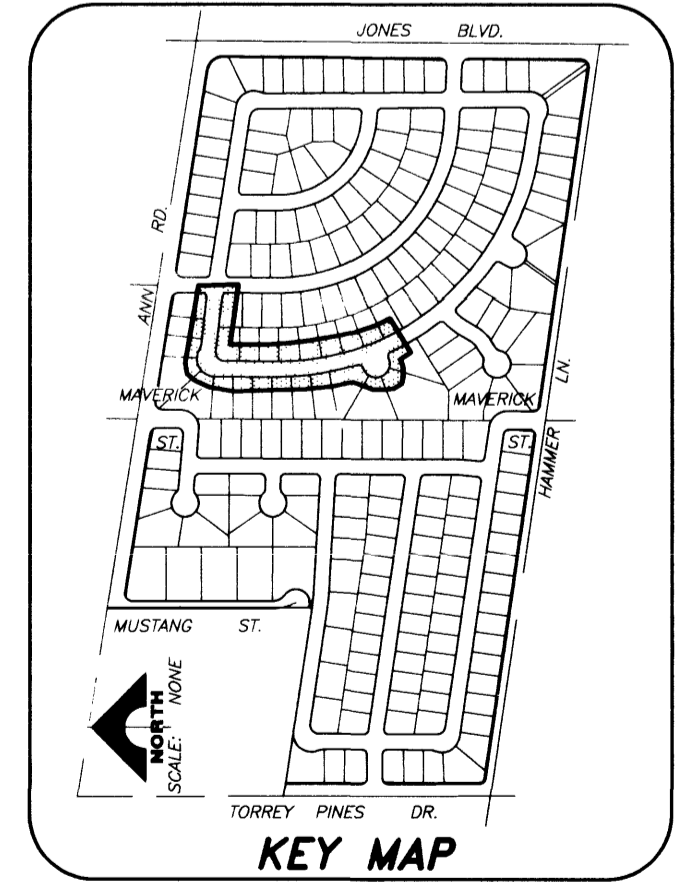 JONES BLVD.
ANN RD.
MAVERICK
MAVERICK
ST.
ST.
HAMMER LN.
MUSTANG ST.
NORTH
SCALE: NONE
TORREY PINES DR.
KEY MAP